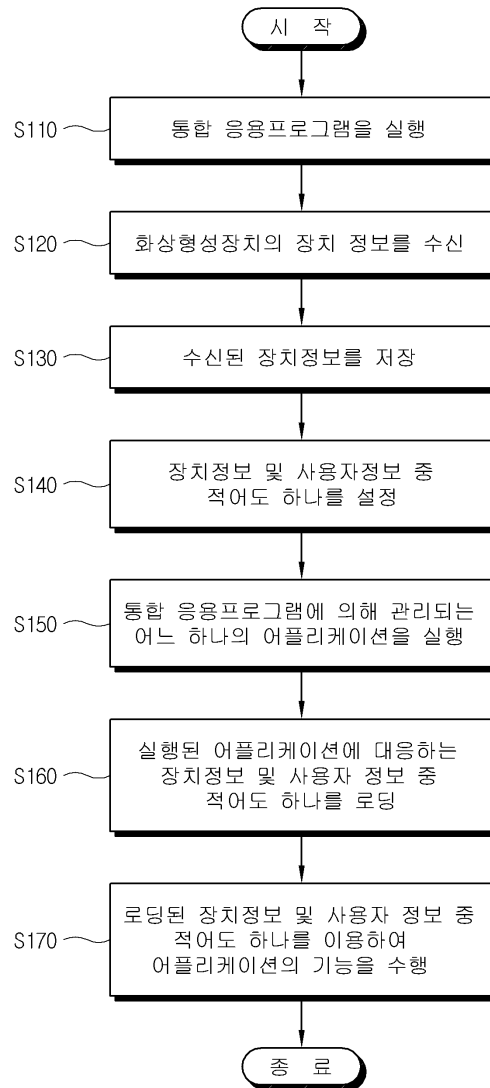 시 작
S110
통합 응용프로그램을 실행
S120
화상형성장치의 장치 정보를 수신
S130
수신된 장치정보를 저장
S140
장치정보 및 사용자정보 중
적어도 하나를 설정
S150
통합 응용프로그램에 의해 관리되는
어느 하나의 어플리케이션을 실행
S160
실행된 어플리케이션에 대응하는
장치정보 및 사용자 정보 중
적어도 하나를 로딩
S170
로딩된 장치정보 및 사용자 정보 중
적어도 하나를 이용하여
어플리케이션의 기능을 수행
종 료